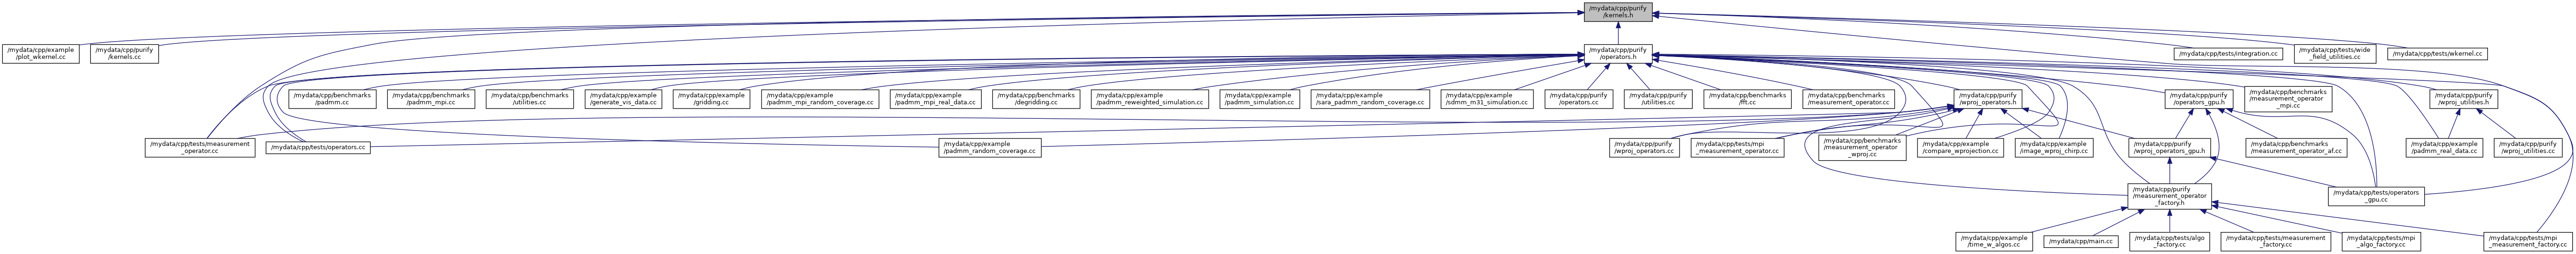 /mydata/cpp/purify
/kernels.h
/mydata/cpp/example
/plot_wkernel.cc
/mydata/cpp/purify
/kernels.cc
/mydata/cpp/purify
/operators.h
/mydata/cpp/tests/integration.cc
/mydata/cpp/tests/wide
_field_utilities.cc
/mydata/cpp/tests/wkernel.cc
/mydata/cpp/benchmarks
/padmm.cc
/mydata/cpp/benchmarks
/padmm_mpi.cc
/mydata/cpp/benchmarks
/utilities.cc
/mydata/cpp/example
/generate_vis_data.cc
/mydata/cpp/example
/gridding.cc
/mydata/cpp/example
/padmm_mpi_random_coverage.cc
/mydata/cpp/example
/padmm_mpi_real_data.cc
/mydata/cpp/benchmarks
/degridding.cc
/mydata/cpp/example
/padmm_reweighted_simulation.cc
/mydata/cpp/example
/padmm_simulation.cc
/mydata/cpp/example
/sara_padmm_random_coverage.cc
/mydata/cpp/example
/sdmm_m31_simulation.cc
/mydata/cpp/purify
/operators.cc
/mydata/cpp/purify
/utilities.cc
/mydata/cpp/benchmarks
/fft.cc
/mydata/cpp/benchmarks
/measurement_operator.cc
/mydata/cpp/purify
/wproj_operators.h
/mydata/cpp/purify
/operators_gpu.h
/mydata/cpp/benchmarks
/measurement_operator
_mpi.cc
/mydata/cpp/purify
/wproj_utilities.h
/mydata/cpp/tests/measurement
_operator.cc
/mydata/cpp/tests/operators.cc
/mydata/cpp/example
/padmm_random_coverage.cc
/mydata/cpp/purify
/wproj_operators.cc
/mydata/cpp/tests/mpi
_measurement_operator.cc
/mydata/cpp/benchmarks
/measurement_operator
_wproj.cc
/mydata/cpp/example
/compare_wprojection.cc
/mydata/cpp/example
/image_wproj_chirp.cc
/mydata/cpp/purify
/wproj_operators_gpu.h
/mydata/cpp/benchmarks
/measurement_operator_af.cc
/mydata/cpp/example
/padmm_real_data.cc
/mydata/cpp/purify
/wproj_utilities.cc
/mydata/cpp/purify
/measurement_operator
_factory.h
/mydata/cpp/tests/operators
_gpu.cc
/mydata/cpp/example
/time_w_algos.cc
/mydata/cpp/main.cc
/mydata/cpp/tests/algo
_factory.cc
/mydata/cpp/tests/measurement
_factory.cc
/mydata/cpp/tests/mpi
_algo_factory.cc
/mydata/cpp/tests/mpi
_measurement_factory.cc